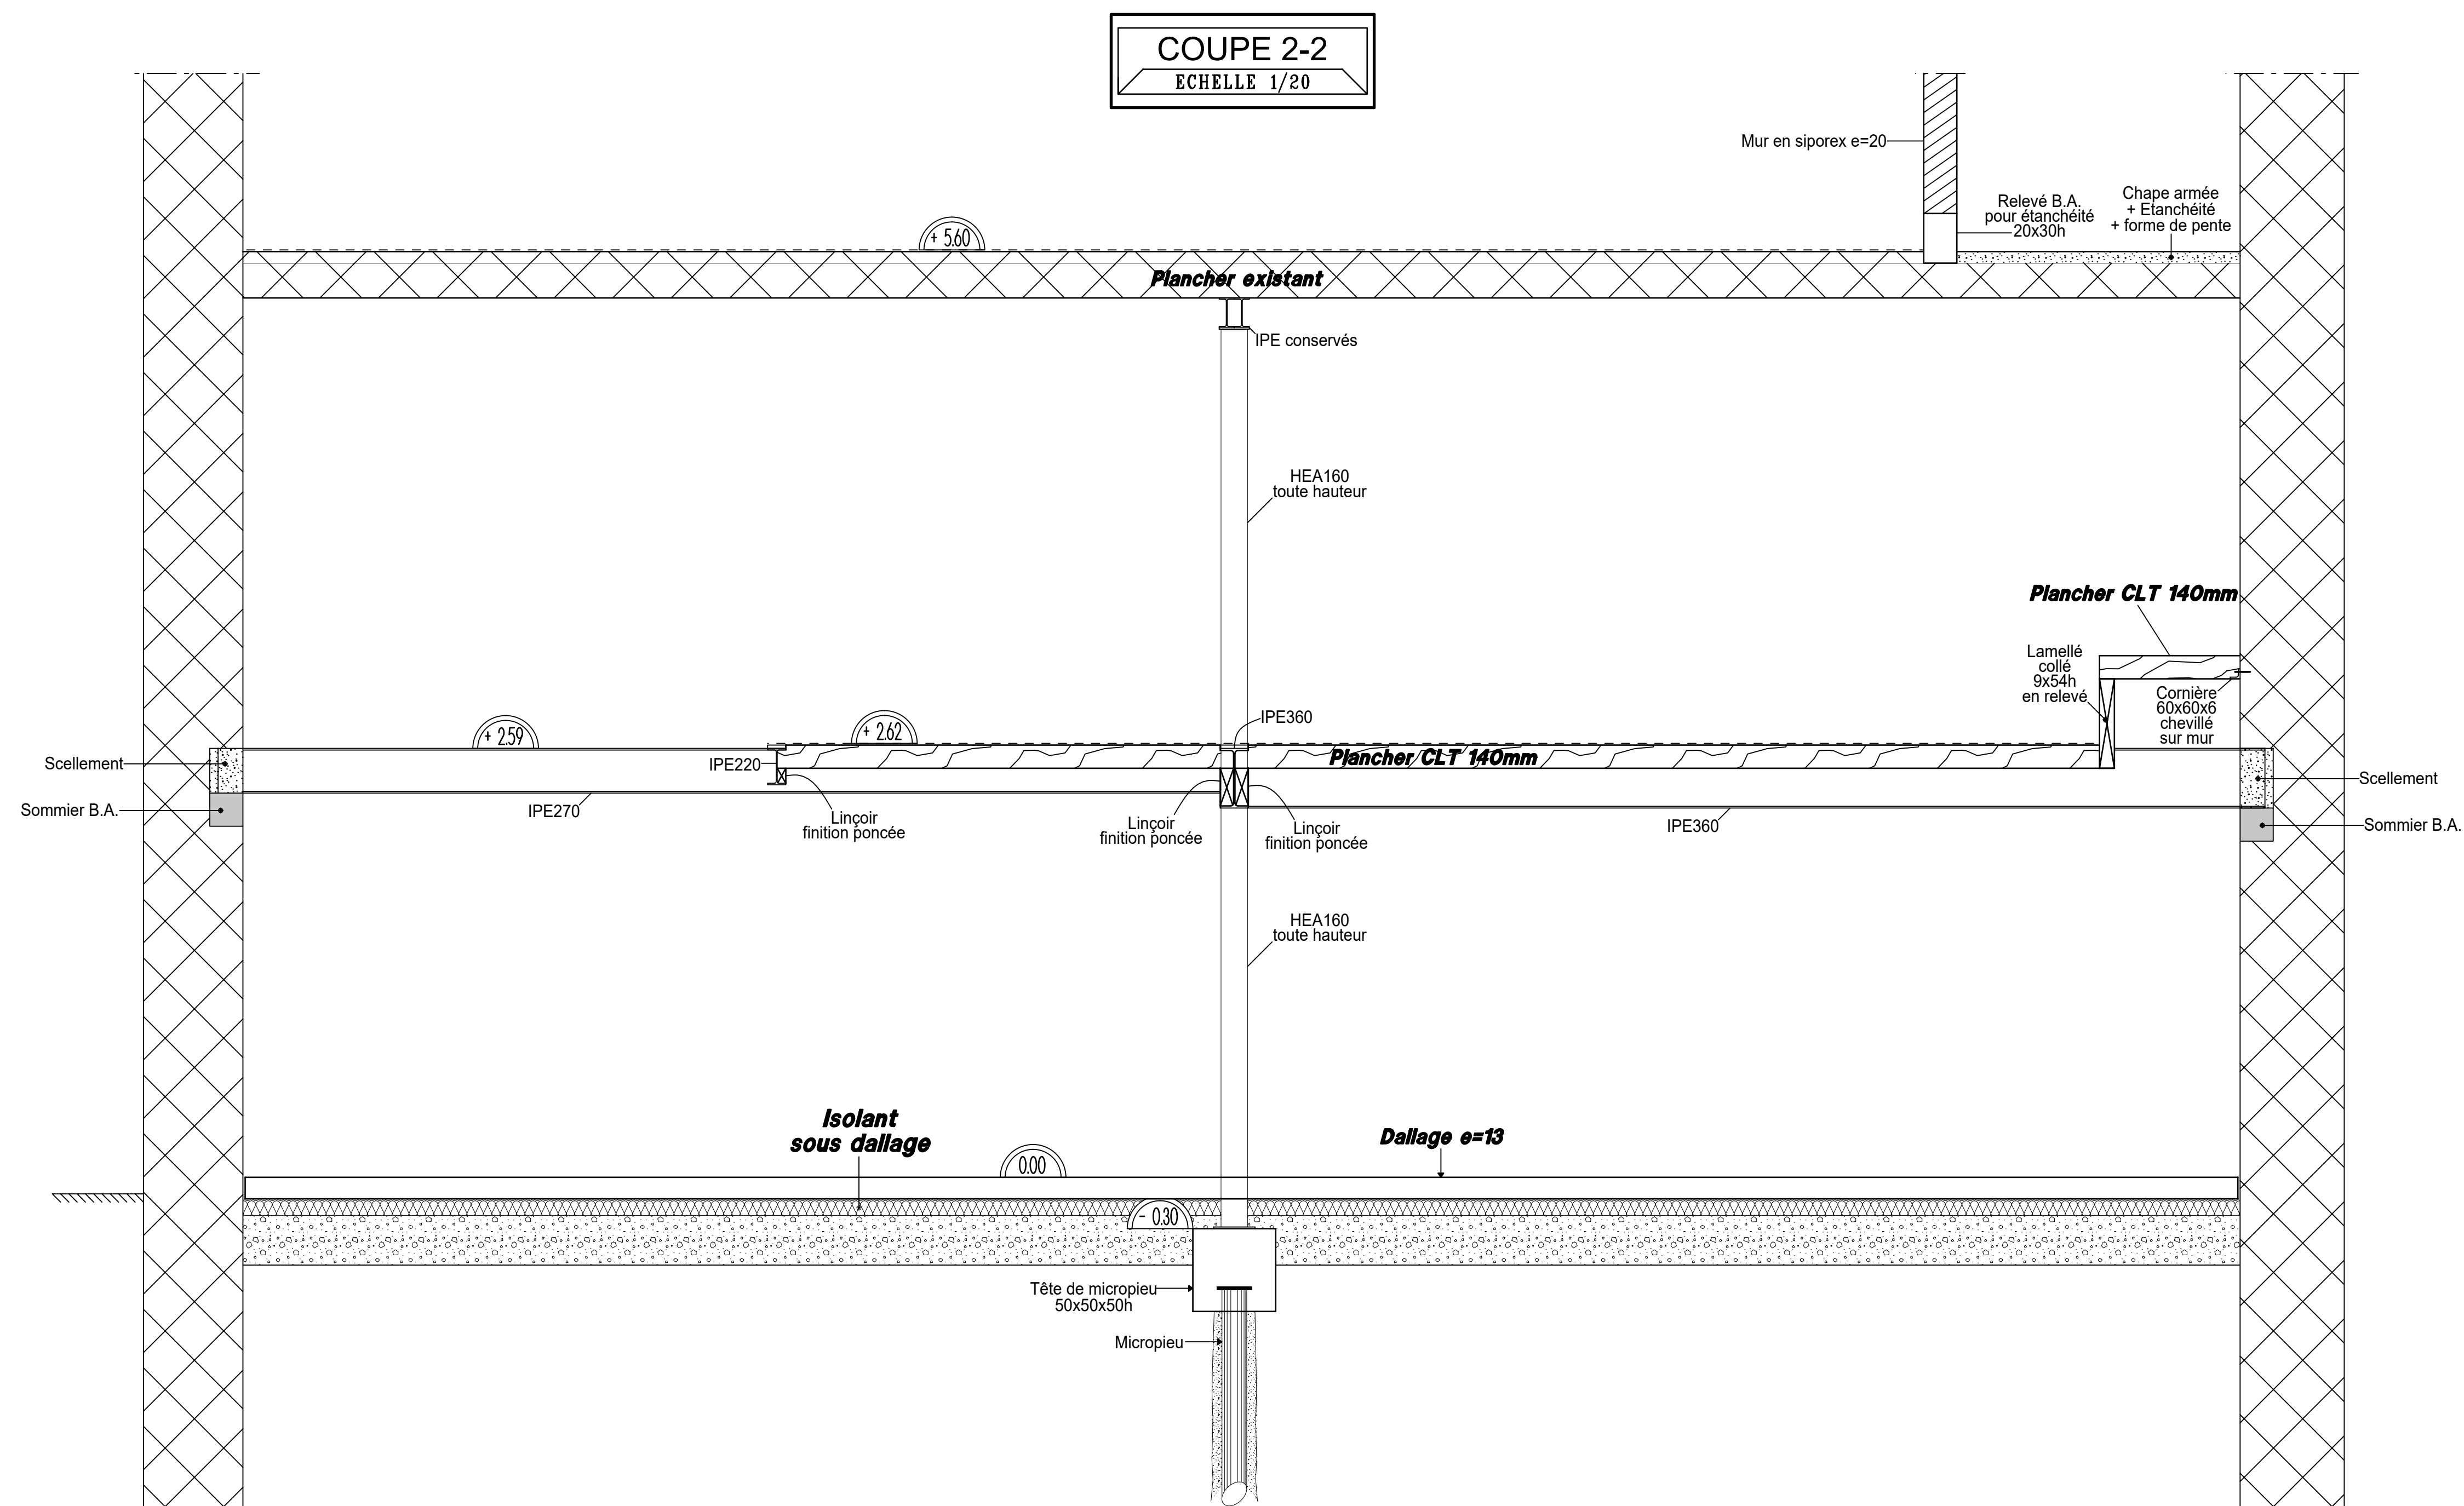 COUPE 2-2
ECHELLE 1/20
Mur en siporex e=20
Relevé B.A.
pour étanchéité
20x30h
Chape armée
+ Etanchéité
+ forme de pente
+ 5.60
Plancher existant
IPE conservés
HEA160
toute hauteur
Plancher CLT 140mm
Lamellé
collé
9x54h
en relevé
Cornière
60x60x6
chevillé
sur mur
+ 2.59
+ 2.62
IPE360
Scellement
IPE220
Plancher CLT 140mm
Scellement
Sommier B.A.
IPE270
Linçoir
finition poncée
Linçoir
finition poncée
Linçoir
finition poncée
IPE360
Sommier B.A.
HEA160
toute hauteur
Isolant
sous dallage
0.00
Dallage e=13
- 0.30
Tête de micropieu
50x50x50h
Micropieu